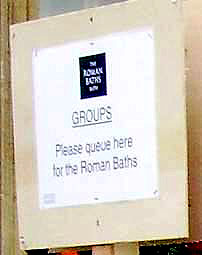 THE
ROMAN
BATHS
BATH
GROUPS
Please queue here
for the Roman Baths